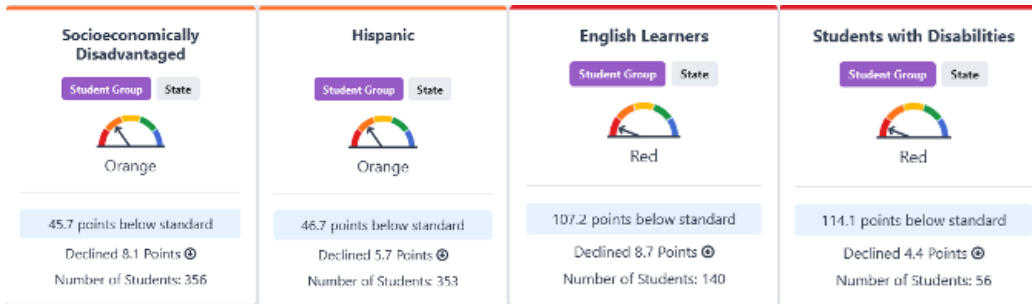 Socioeconomically
Disadvantaged
Student Group State
Orange
45.7 points below standard
Declined 8.1 Points
Number of Students: 356
Hispanic
Student Group State
Orange
46.7 points below standard
Declined 5.7 Points
Number of Students: 353
English Learners
Student Group State
Red
107.2 points below standard
Declined 8.7 Points
Number of Students: 140
Students with Disabilities
Student Group State
Red
114.1 points below standard
Declined 4.4 Points
Number of Students: 56